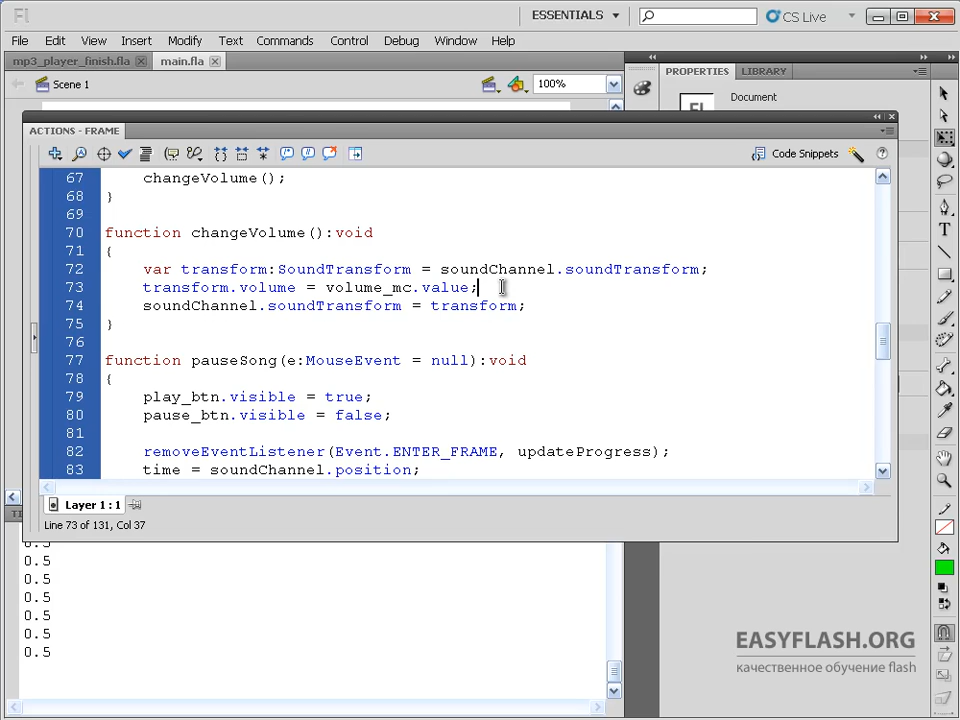 Fl
ESSENTIALS
CS Live
File Edit View Insert Modify Text Commands Control Debug Window Help
mp3_player_finish.fla
main.fla
Scene 1
100%
PROPERTIES
LIBRARY
Document
ACTIONS - FRAME
Code Snippets
67 changeVolume();
68 }
69
70 function changeVolume():void
71 {
72 var transform:SoundTransform = soundChannel.soundTransform;
73 transform.volume = volume_mc.value;
74 soundChannel.soundTransform = transform;
75 }
76
77 function pauseSong(e:MouseEvent = null):void
78 {
79 play_btn.visible = true;
80 pause_btn.visible = false;
81
82 removeEventListener(Event.ENTER_FRAME, updateProgress);
83 time = soundChannel.position;
Layer 1 : 1
Line 73 of 131, Col 37
0.5
0.5
0.5
0.5
0.5
0.5
0.5
EASYFLASH.ORG
качественное обучение flash